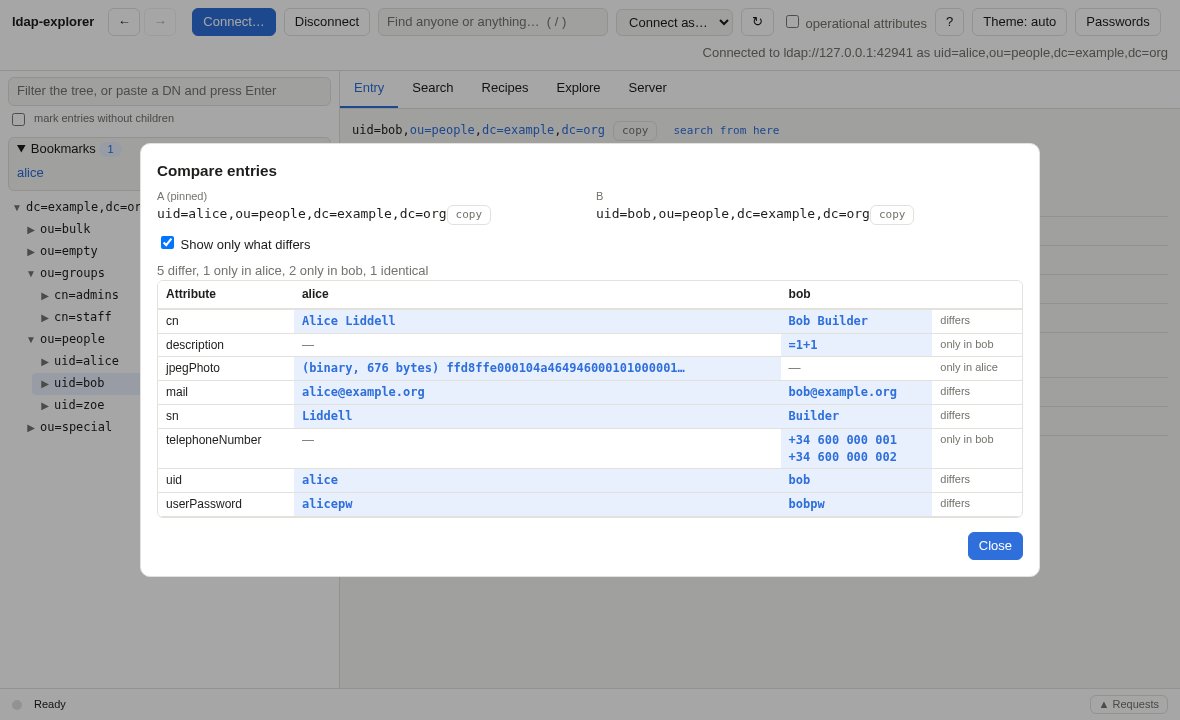 ldap-explorer ← → Connect… Disconnect Find anyone or anything… ( / ) Connect as… ↻ operational attributes ? Theme: auto Passwords
Connected to ldap://127.0.0.1:42941 as uid=alice,ou=people,dc=example,dc=org
Filter the tree, or paste a DN and press Enter
mark entries without children
▼ Bookmarks 1
alice
▼ dc=example,dc=or
▶ ou=bulk
▶ ou=empty
▼ ou=groups
▶ cn=admins
▶ cn=staff
▼ ou=people
▶ uid=alice
▶ uid=bob
▶ uid=zoe
▶ ou=special
Entry Search Recipes Explore Server
uid=bob,ou=people,dc=example,dc=org copy search from here
Compare entries
A (pinned)
uid=alice,ou=people,dc=example,dc=org copy
B
uid=bob,ou=people,dc=example,dc=org copy
Show only what differs
5 differ, 1 only in alice, 2 only in bob, 1 identical
Attribute alice bob
cn Alice Liddell Bob Builder differs
description — =1+1 only in bob
jpegPhoto (binary, 676 bytes) ffd8ffe000104a464946000101000001… — only in alice
mail alice@example.org bob@example.org differs
sn Liddell Builder differs
telephoneNumber — +34 600 000 001 only in bob
+34 600 000 002
uid alice bob differs
userPassword alicepw bobpw differs
Close
Ready ▲ Requests